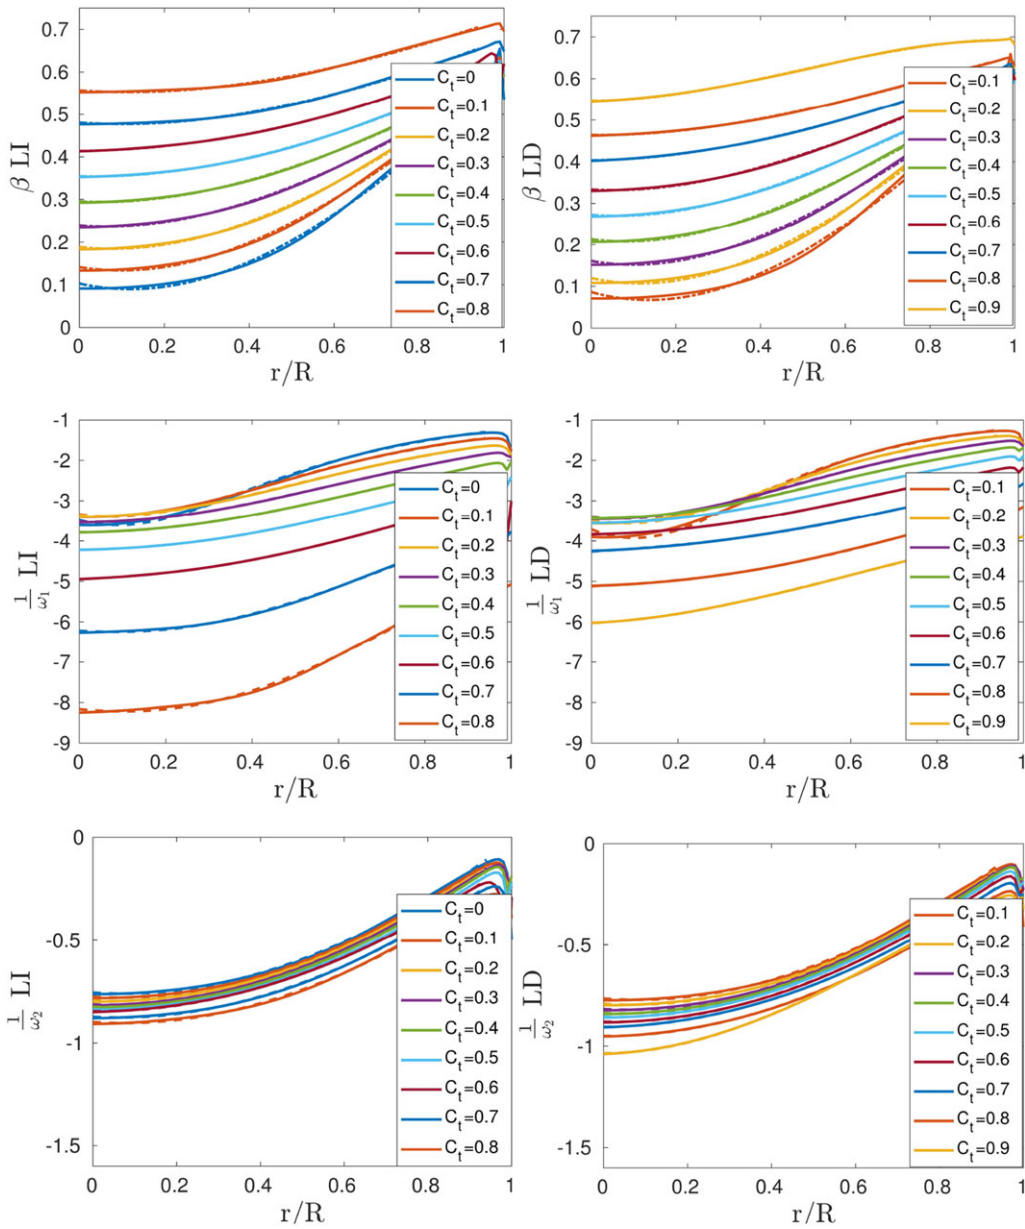 β LI
0.7
0.6
0.5
0.4
0.3
0.2
0.1
0
0 0.2 0.4 0.6 0.8 1
r/R
C_t=0
C_t=0.1
C_t=0.2
C_t=0.3
C_t=0.4
C_t=0.5
C_t=0.6
C_t=0.7
C_t=0.8
β LD
0.7
0.6
0.5
0.4
0.3
0.2
0.1
0
0 0.2 0.4 0.6 0.8 1
r/R
C_t=0.1
C_t=0.2
C_t=0.3
C_t=0.4
C_t=0.5
C_t=0.6
C_t=0.7
C_t=0.8
C_t=0.9
1/ω₁ LI
-1
-2
-3
-4
-5
-6
-7
-8
-9
0 0.2 0.4 0.6 0.8 1
r/R
C_t=0
C_t=0.1
C_t=0.2
C_t=0.3
C_t=0.4
C_t=0.5
C_t=0.6
C_t=0.7
C_t=0.8
1/ω₁ LD
-1
-2
-3
-4
-5
-6
-7
-8
-9
0 0.2 0.4 0.6 0.8 1
r/R
C_t=0.1
C_t=0.2
C_t=0.3
C_t=0.4
C_t=0.5
C_t=0.6
C_t=0.7
C_t=0.8
C_t=0.9
1/ω₂ LI
0
-0.5
-1
-1.5
0 0.2 0.4 0.6 0.8 1
r/R
C_t=0
C_t=0.1
C_t=0.2
C_t=0.3
C_t=0.4
C_t=0.5
C_t=0.6
C_t=0.7
C_t=0.8
1/ω₂ LD
0
-0.5
-1
-1.5
0 0.2 0.4 0.6 0.8 1
r/R
C_t=0.1
C_t=0.2
C_t=0.3
C_t=0.4
C_t=0.5
C_t=0.6
C_t=0.7
C_t=0.8
C_t=0.9